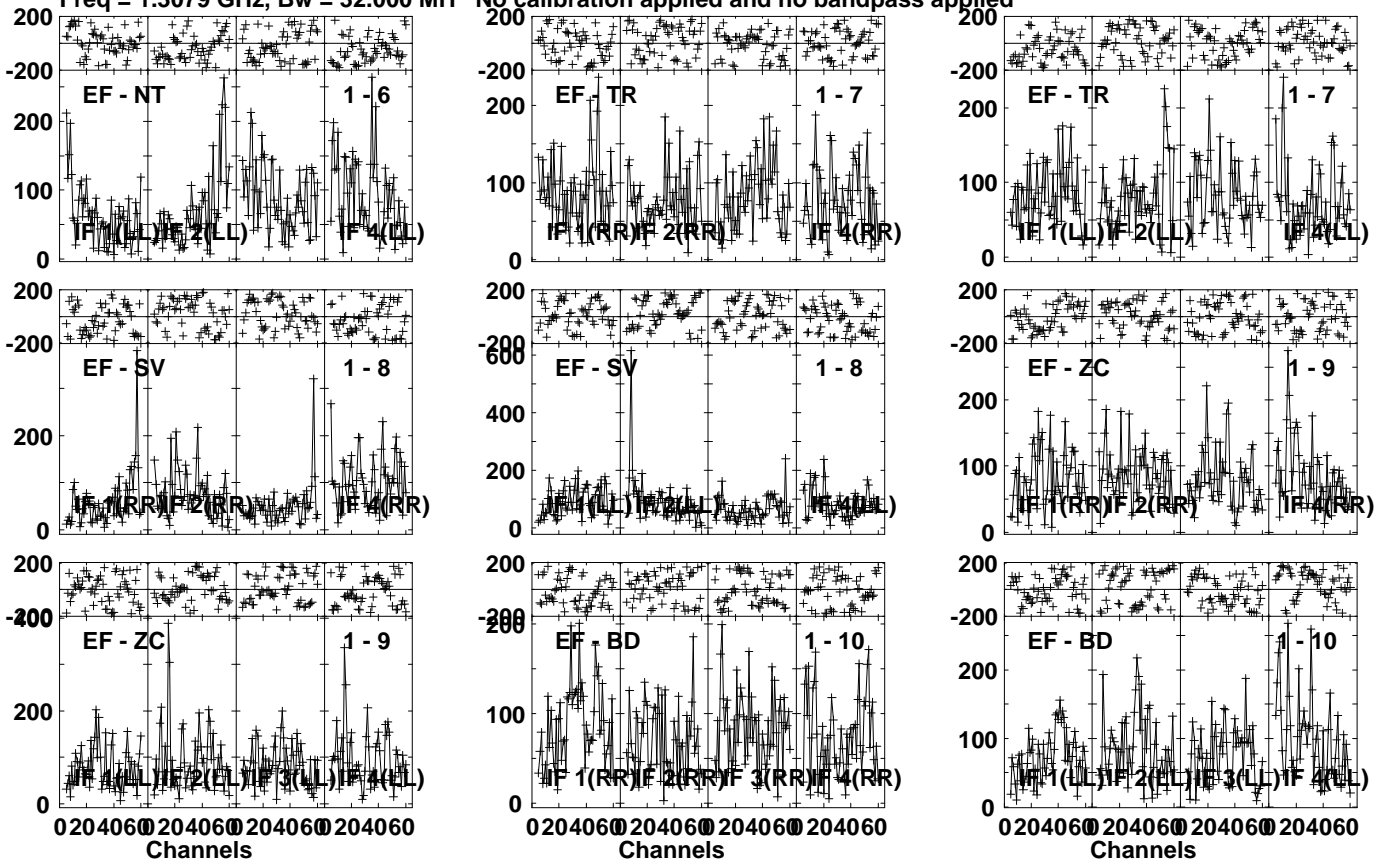 Freq = 1.3079 GHz, Bw = 32.000 MH No calibration applied and no bandpass applied
200
-200
EF - NT
1 - 6
200
100
0
IF 1(LL)
IF 2(LL)
IF 4(LL)
200
-200
EF - TR
1 - 7
200
100
0
IF 1(RR)
IF 2(RR)
IF 4(RR)
200
-200
EF - TR
1 - 7
200
100
0
IF 1(LL)
IF 2(LL)
IF 4(LL)
200
-200
EF - SV
1 - 8
200
0
IF 1(RR)
IF 2(RR)
IF 4(RR)
200
-200
600
EF - SV
1 - 8
400
200
0
IF 1(LL)
IF 2(LL)
IF 4(LL)
200
-200
EF - ZC
1 - 9
200
100
0
IF 1(RR)
IF 2(RR)
IF 4(RR)
200
-200
400
EF - ZC
1 - 9
200
0
IF 1(LL)
IF 2(LL)
IF 3(LL)
IF 4(LL)
0 20 40 60 0 20 40 60 0 20 40 60 0 20 40 60
Channels
200
-200
200
EF - BD
1 - 10
100
0
IF 1(RR)
IF 2(RR)
IF 3(RR)
IF 4(RR)
0 20 40 60 0 20 40 60 0 20 40 60 0 20 40 60
Channels
200
-200
EF - BD
1 - 10
200
100
0
IF 1(LL)
IF 2(LL)
IF 3(LL)
IF 4(LL)
0 20 40 60 0 20 40 60 0 20 40 60 0 20 40 60
Channels